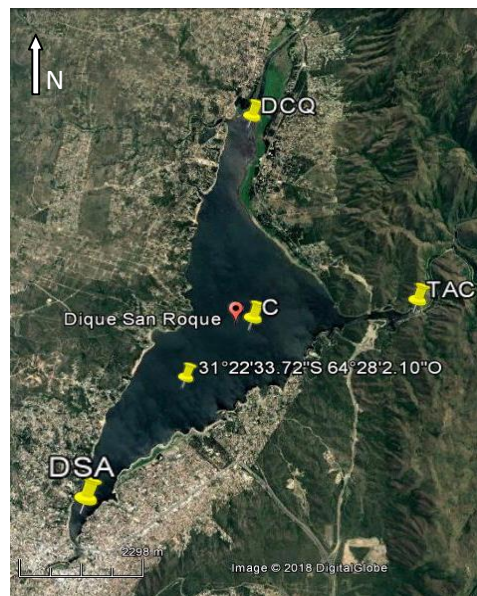 N
DCQ
TAC
C
Dique San Roque
31°22'33.72"S 64°28'2.10"O
DSA
2298 m
Image © 2018 DigitalGlobe